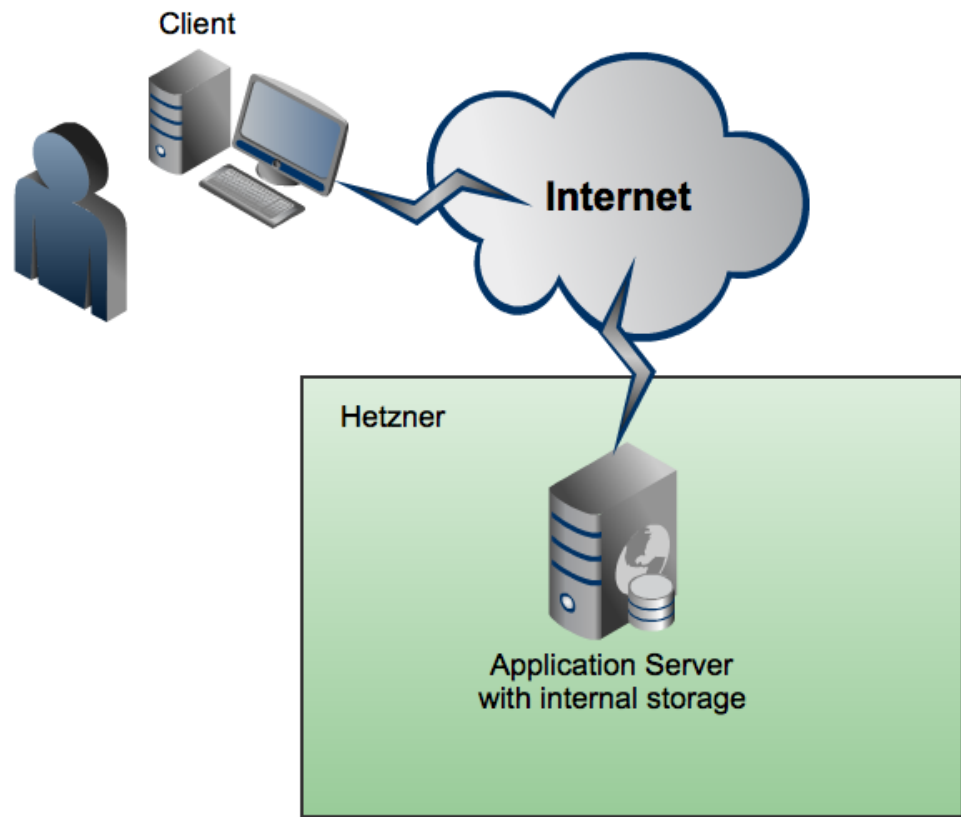 Client
Internet
Hetzner
Application Server
with internal storage